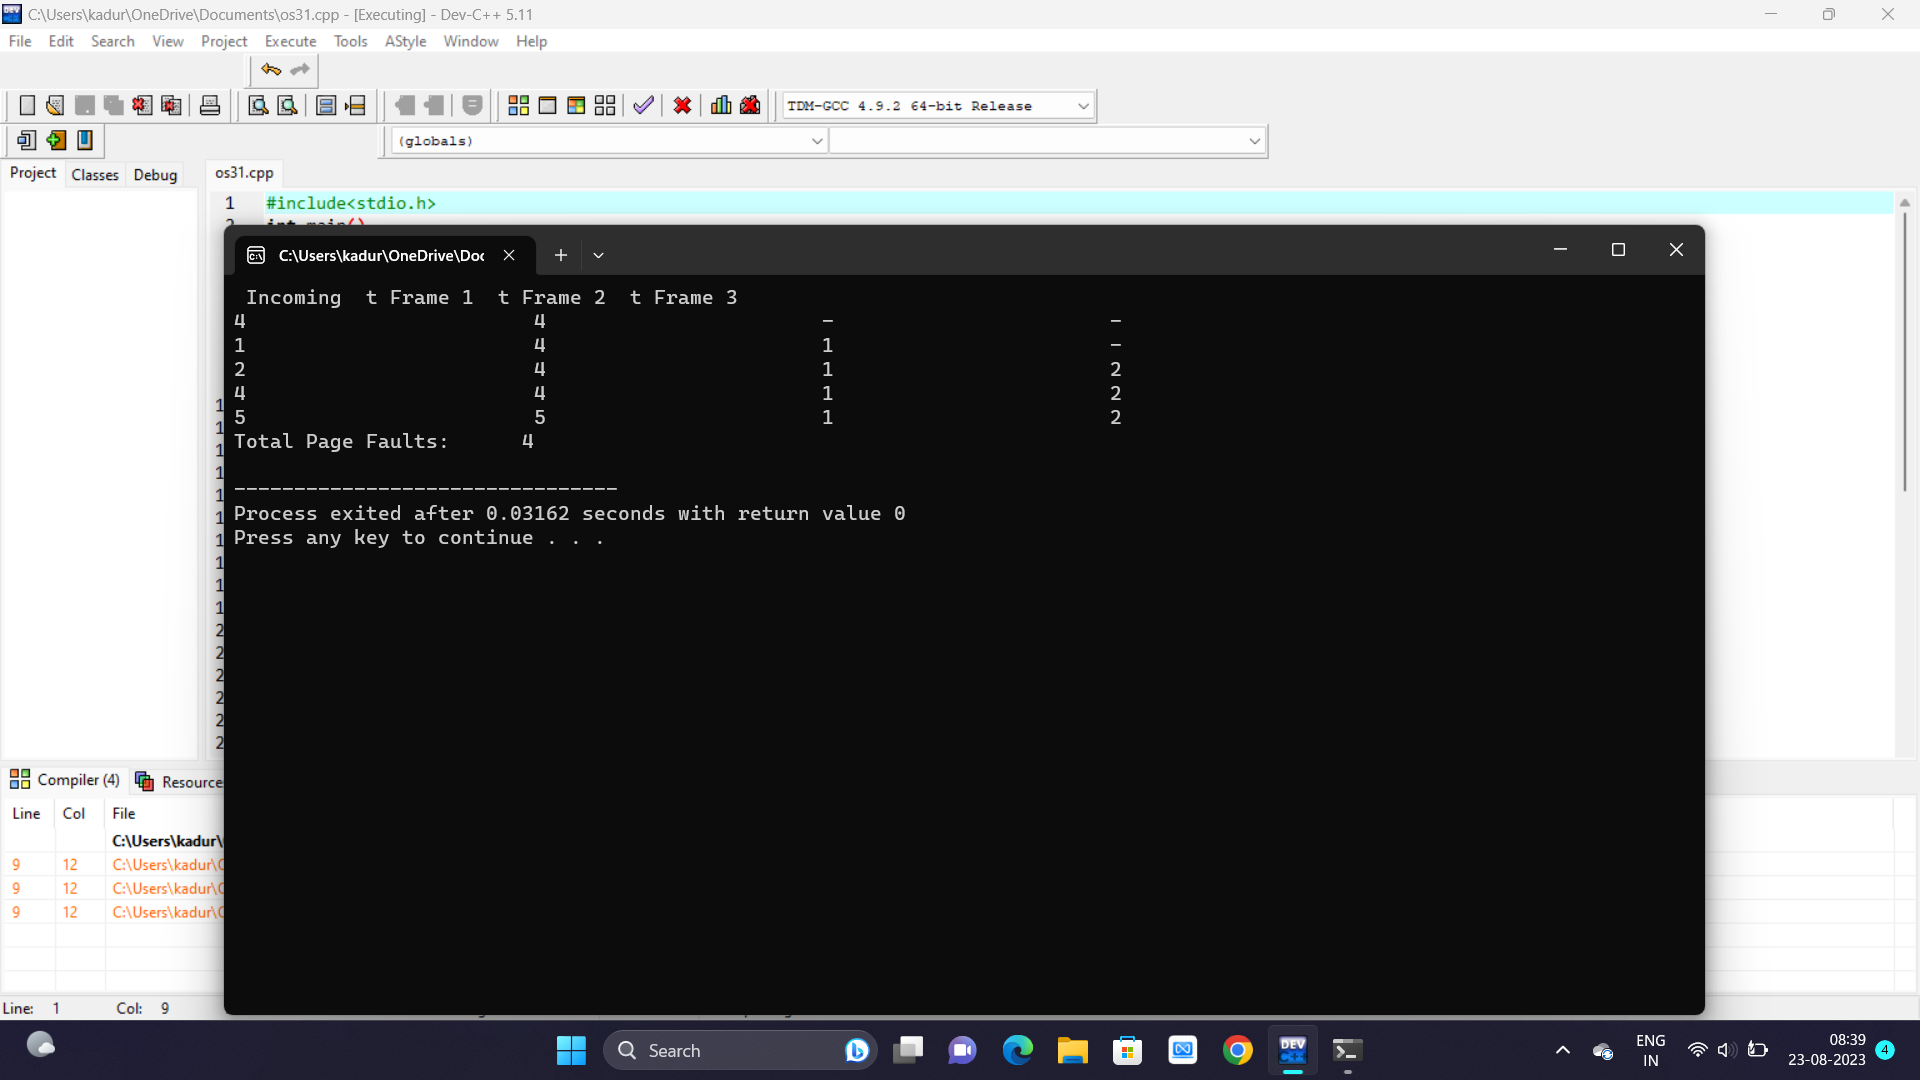 C:\Users\kadur\OneDrive\Documents\os31.cpp - [Executing] - Dev-C++ 5.11
File Edit Search View Project Execute Tools AStyle Window Help
TDM-GCC 4.9.2 64-bit Release
(globals)
Project Classes Debug
os31.cpp
1 #include<stdio.h>
C:\Users\kadur\OneDrive\Doc
Incoming t Frame 1 t Frame 2 t Frame 3
4 4 - -
1 4 1 -
2 4 1 2
4 4 1 2
5 5 1 2
Total Page Faults: 4
--------------------------------
Process exited after 0.03162 seconds with return value 0
Press any key to continue . . .
Compiler (4) Resources
Line Col File
C:\Users\kadur\
9 12 C:\Users\kadur\O
9 12 C:\Users\kadur\O
9 12 C:\Users\kadur\O
Line: 1 Col: 9
Search
DEV C++
ENG IN
08:39
23-08-2023
4